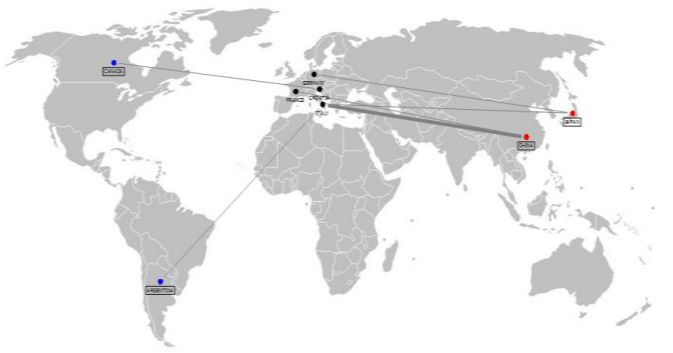 CANADA
GERMANY
CROATIA
FRANCE
ITALY
JAPAN
CHINA
ARGENTINA